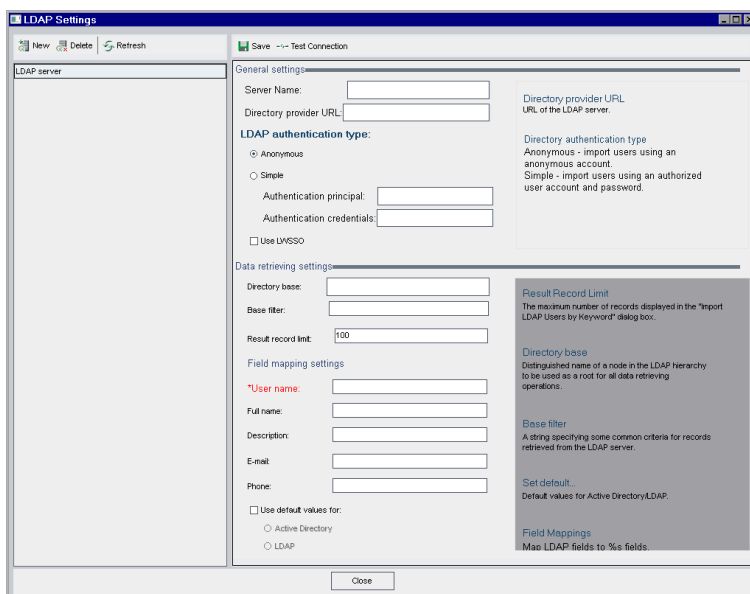 LDAP Settings
New Delete Refresh
Save Test Connection
LDAP server
General settings
Server Name:
Directory provider URL:
LDAP authentication type:
Anonymous
Simple
Authentication principal:
Authentication credentials:
Use LWSSO
Directory provider URL
URL of the LDAP server.
Directory authentication type
Anonymous - import users using an
anonymous account.
Simple - import users using an authorized
user account and password.
Data retrieving settings
Directory base:
Base filter:
Result record limit: 100
Field mapping settings
*User name:
Full name:
Description:
E-mail:
Phone:
Use default values for:
Active Directory
LDAP
Result Record Limit
The maximum number of records displayed in the "Import
LDAP Users by Keyword" dialog box.
Directory base
Distinguished name of a node in the LDAP hierarchy
to be used as a root for all data retrieving
operations.
Base filter
A string specifying some common criteria for records
retrieved from the LDAP server.
Set default...
Default values for Active Directory/LDAP.
Field Mappings
Map LDAP fields to %s fields.
Close